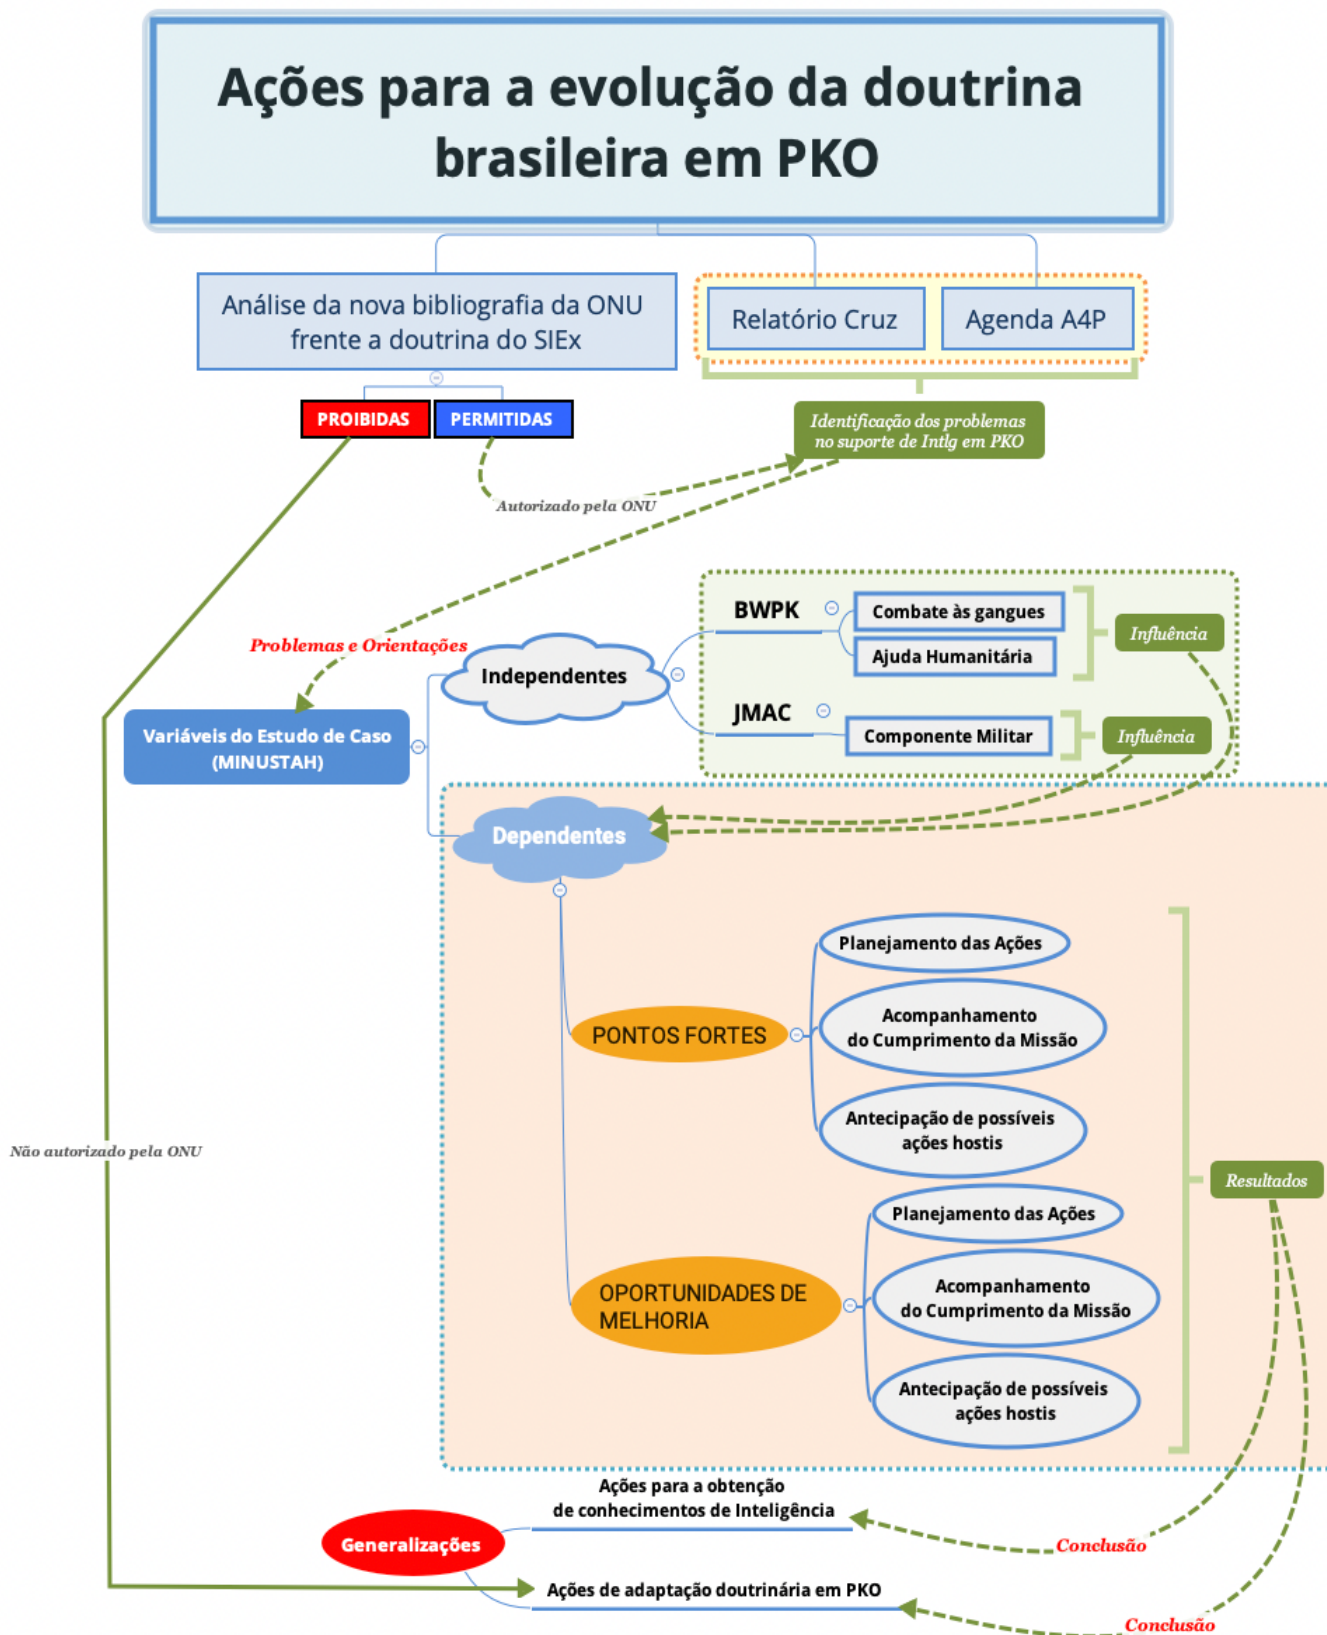 Ações para a evolução da doutrina
brasileira em PKO
Análise da nova bibliografia da ONU
frente a doutrina do SIEx
Relatório Cruz
Agenda A4P
PROIBIDAS
PERMITIDAS
Identificação dos problemas
no suporte de Intlg em PKO
Autorizado pela ONU
Problemas e Orientações
Variáveis do Estudo de Caso
(MINUSTAH)
Independentes
BWPK
Combate às gangues
Ajuda Humanitária
Influência
JMAC
Componente Militar
Influência
Dependentes
PONTOS FORTES
Planejamento das Ações
Acompanhamento
do Cumprimento da Missão
Antecipação de possíveis
ações hostis
OPORTUNIDADES DE
MELHORIA
Planejamento das Ações
Acompanhamento
do Cumprimento da Missão
Antecipação de possíveis
ações hostis
Resultados
Não autorizado pela ONU
Generalizações
Ações para a obtenção
de conhecimentos de Inteligência
Conclusão
Ações de adaptação doutrinária em PKO
Conclusão